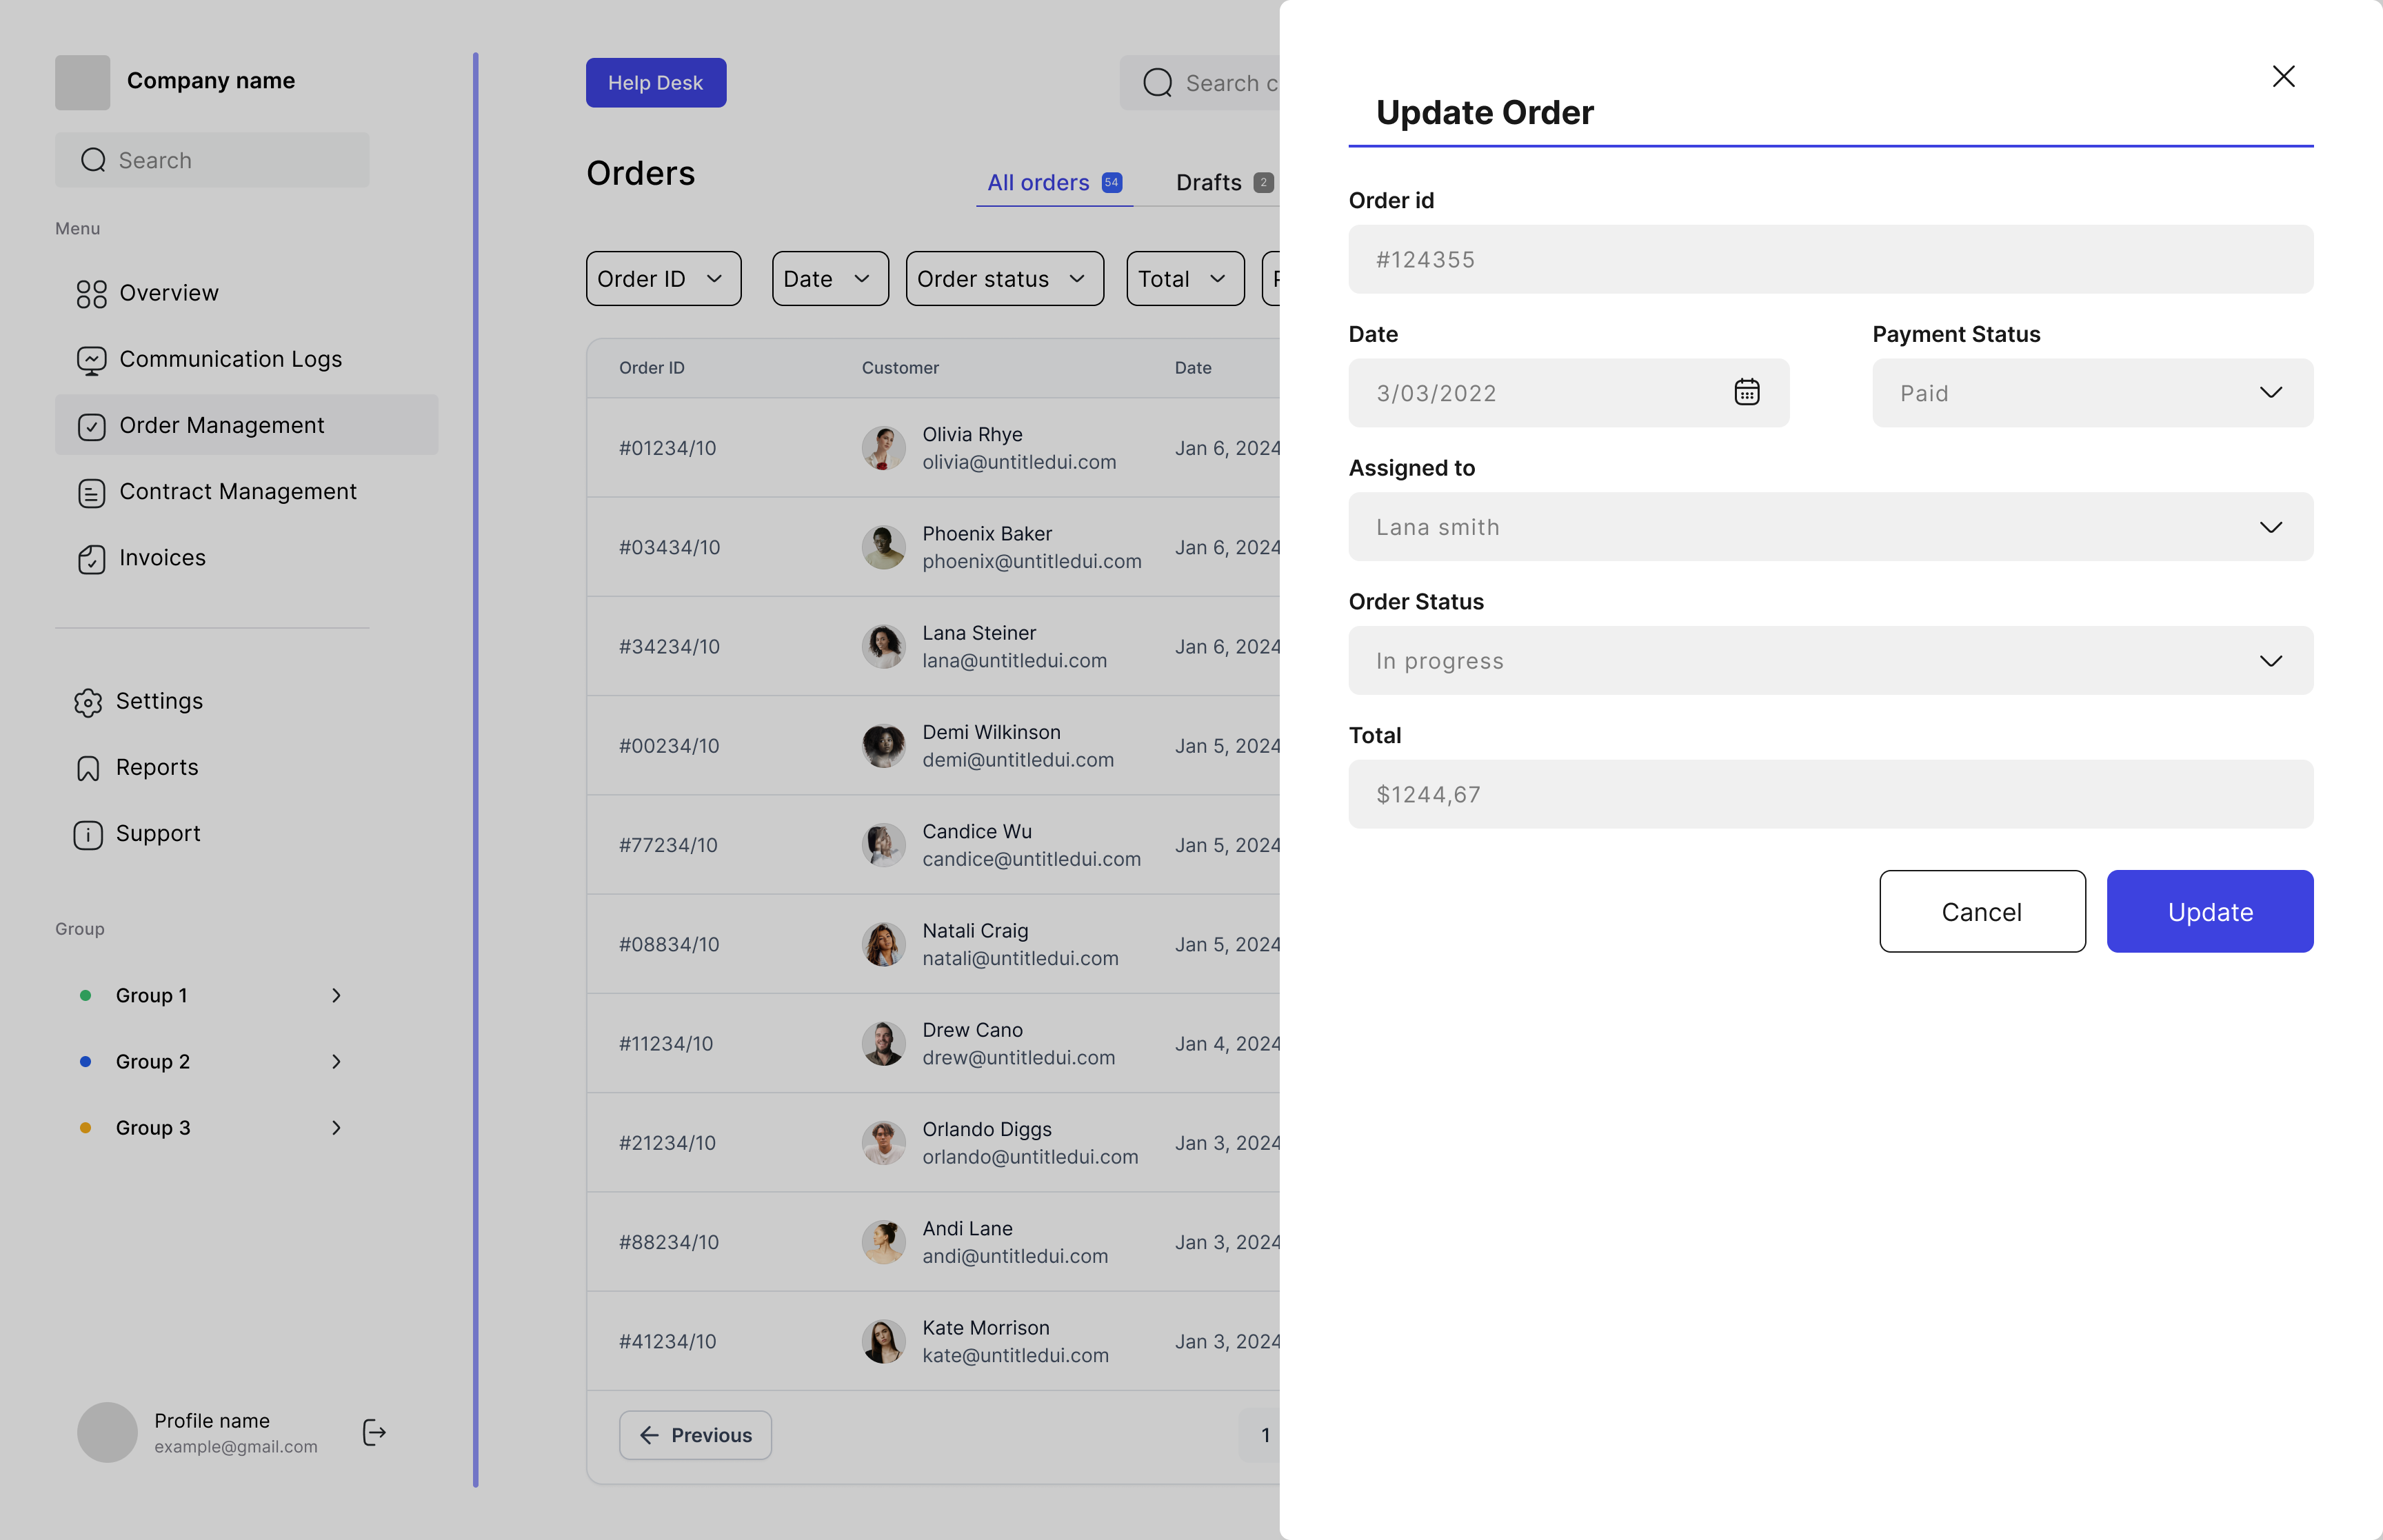 Company name
Search
Menu
Overview
Communication Logs
Order Management
Contract Management
Invoices
Settings
Reports
Support
Group
Group 1
Group 2
Group 3
Profile name
example@gmail.com
Help Desk
Search c
Orders
All orders 54
Drafts 2
Order ID
Date
Order status
Total
Order ID Customer Date
#01234/10 Olivia Rhye Jan 6, 2024
olivia@untitledui.com
#03434/10 Phoenix Baker Jan 6, 2024
phoenix@untitledui.com
#34234/10 Lana Steiner Jan 6, 2024
lana@untitledui.com
#00234/10 Demi Wilkinson Jan 5, 2024
demi@untitledui.com
#77234/10 Candice Wu Jan 5, 2024
candice@untitledui.com
#08834/10 Natali Craig Jan 5, 2024
natali@untitledui.com
#11234/10 Drew Cano Jan 4, 2024
drew@untitledui.com
#21234/10 Orlando Diggs Jan 3, 2024
orlando@untitledui.com
#88234/10 Andi Lane Jan 3, 2024
andi@untitledui.com
#41234/10 Kate Morrison Jan 3, 2024
kate@untitledui.com
Previous
1
Update Order
Order id
#124355
Date
3/03/2022
Payment Status
Paid
Assigned to
Lana smith
Order Status
In progress
Total
$1244,67
Cancel
Update